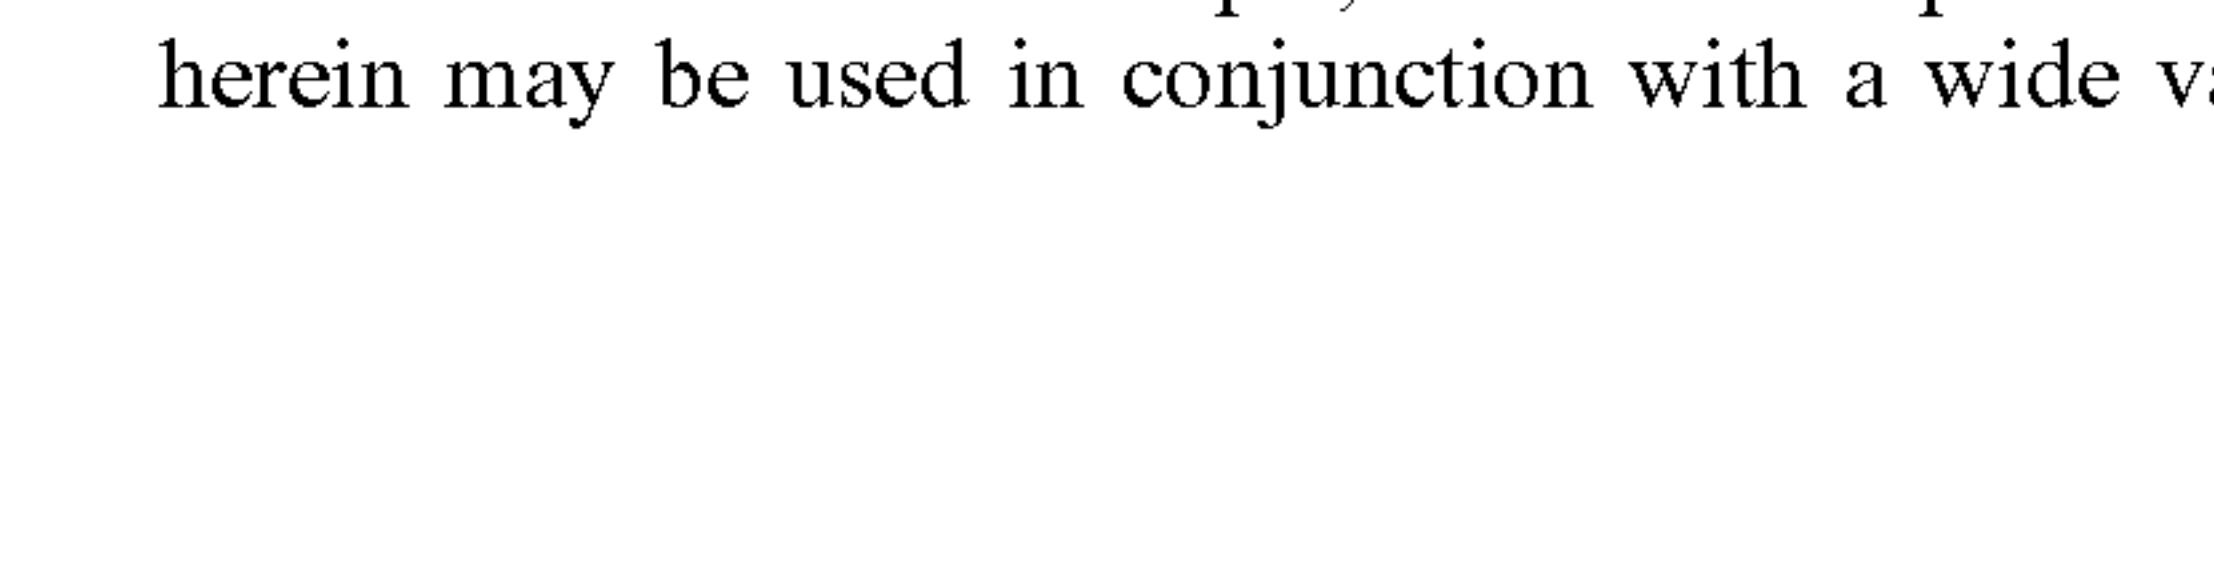 herein may be used in conjunction with a wide